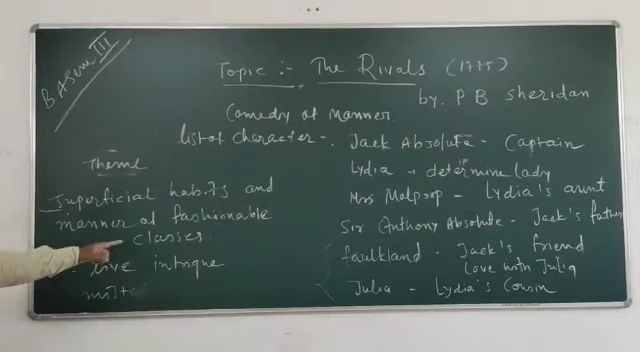 BA Sem III
Topic :- The Rivals (1775)
by. P B Sheridan
Comedy of Manner.
list of character -.
Jack Absolute - Captain
Lydia - determine lady
Mrs Malprop - Lydia's aunt
Sir Anthony Absolute - Jack's father
faulkland - Jack's friend
love with Julia
Julia - Lydia's Cousin
Theme
Superficial habits and
manner of fashionable
classes.
love intrigue